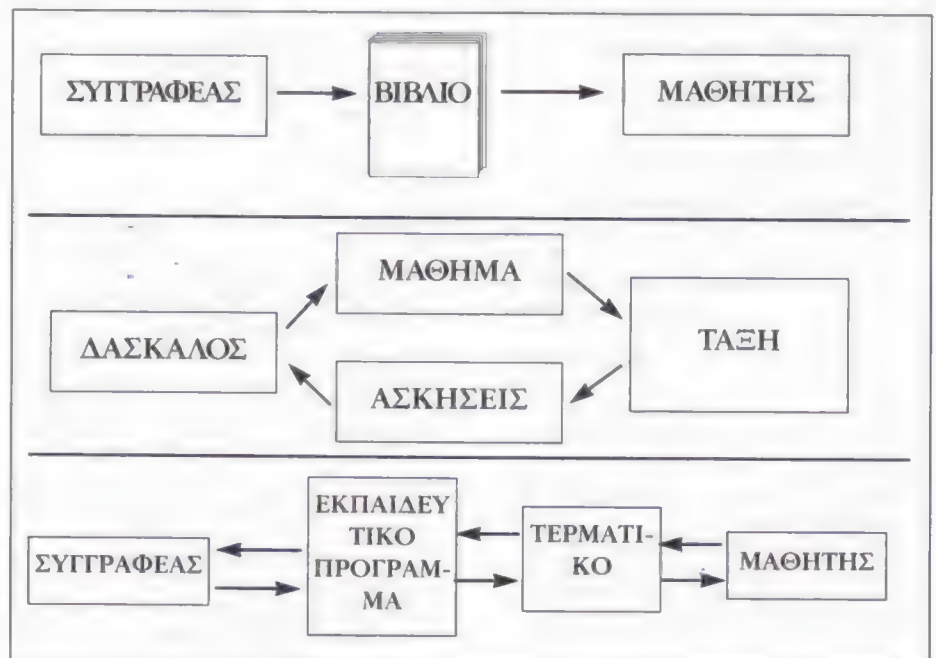 ΣΥΓΓΡΑΦΕΑΣ ΒΙΒΛΙΟ ΜΑΘΗΤΗΣ
ΜΑΘΗΜΑ
ΔΑΣΚΑΛΟΣ ΤΑΞΗ
ΑΣΚΗΣΕΙΣ
ΕΚΠΑΙΔΕΥ
ΤΙΚΟ
ΠΡΟΓΡΑΜ-
ΜΑ
ΣΥΓΓΡΑΦΕΑΣ
ΤΕΡΜΑΤΙ-
ΚΟ
ΜΑΘΗΤΗΣ